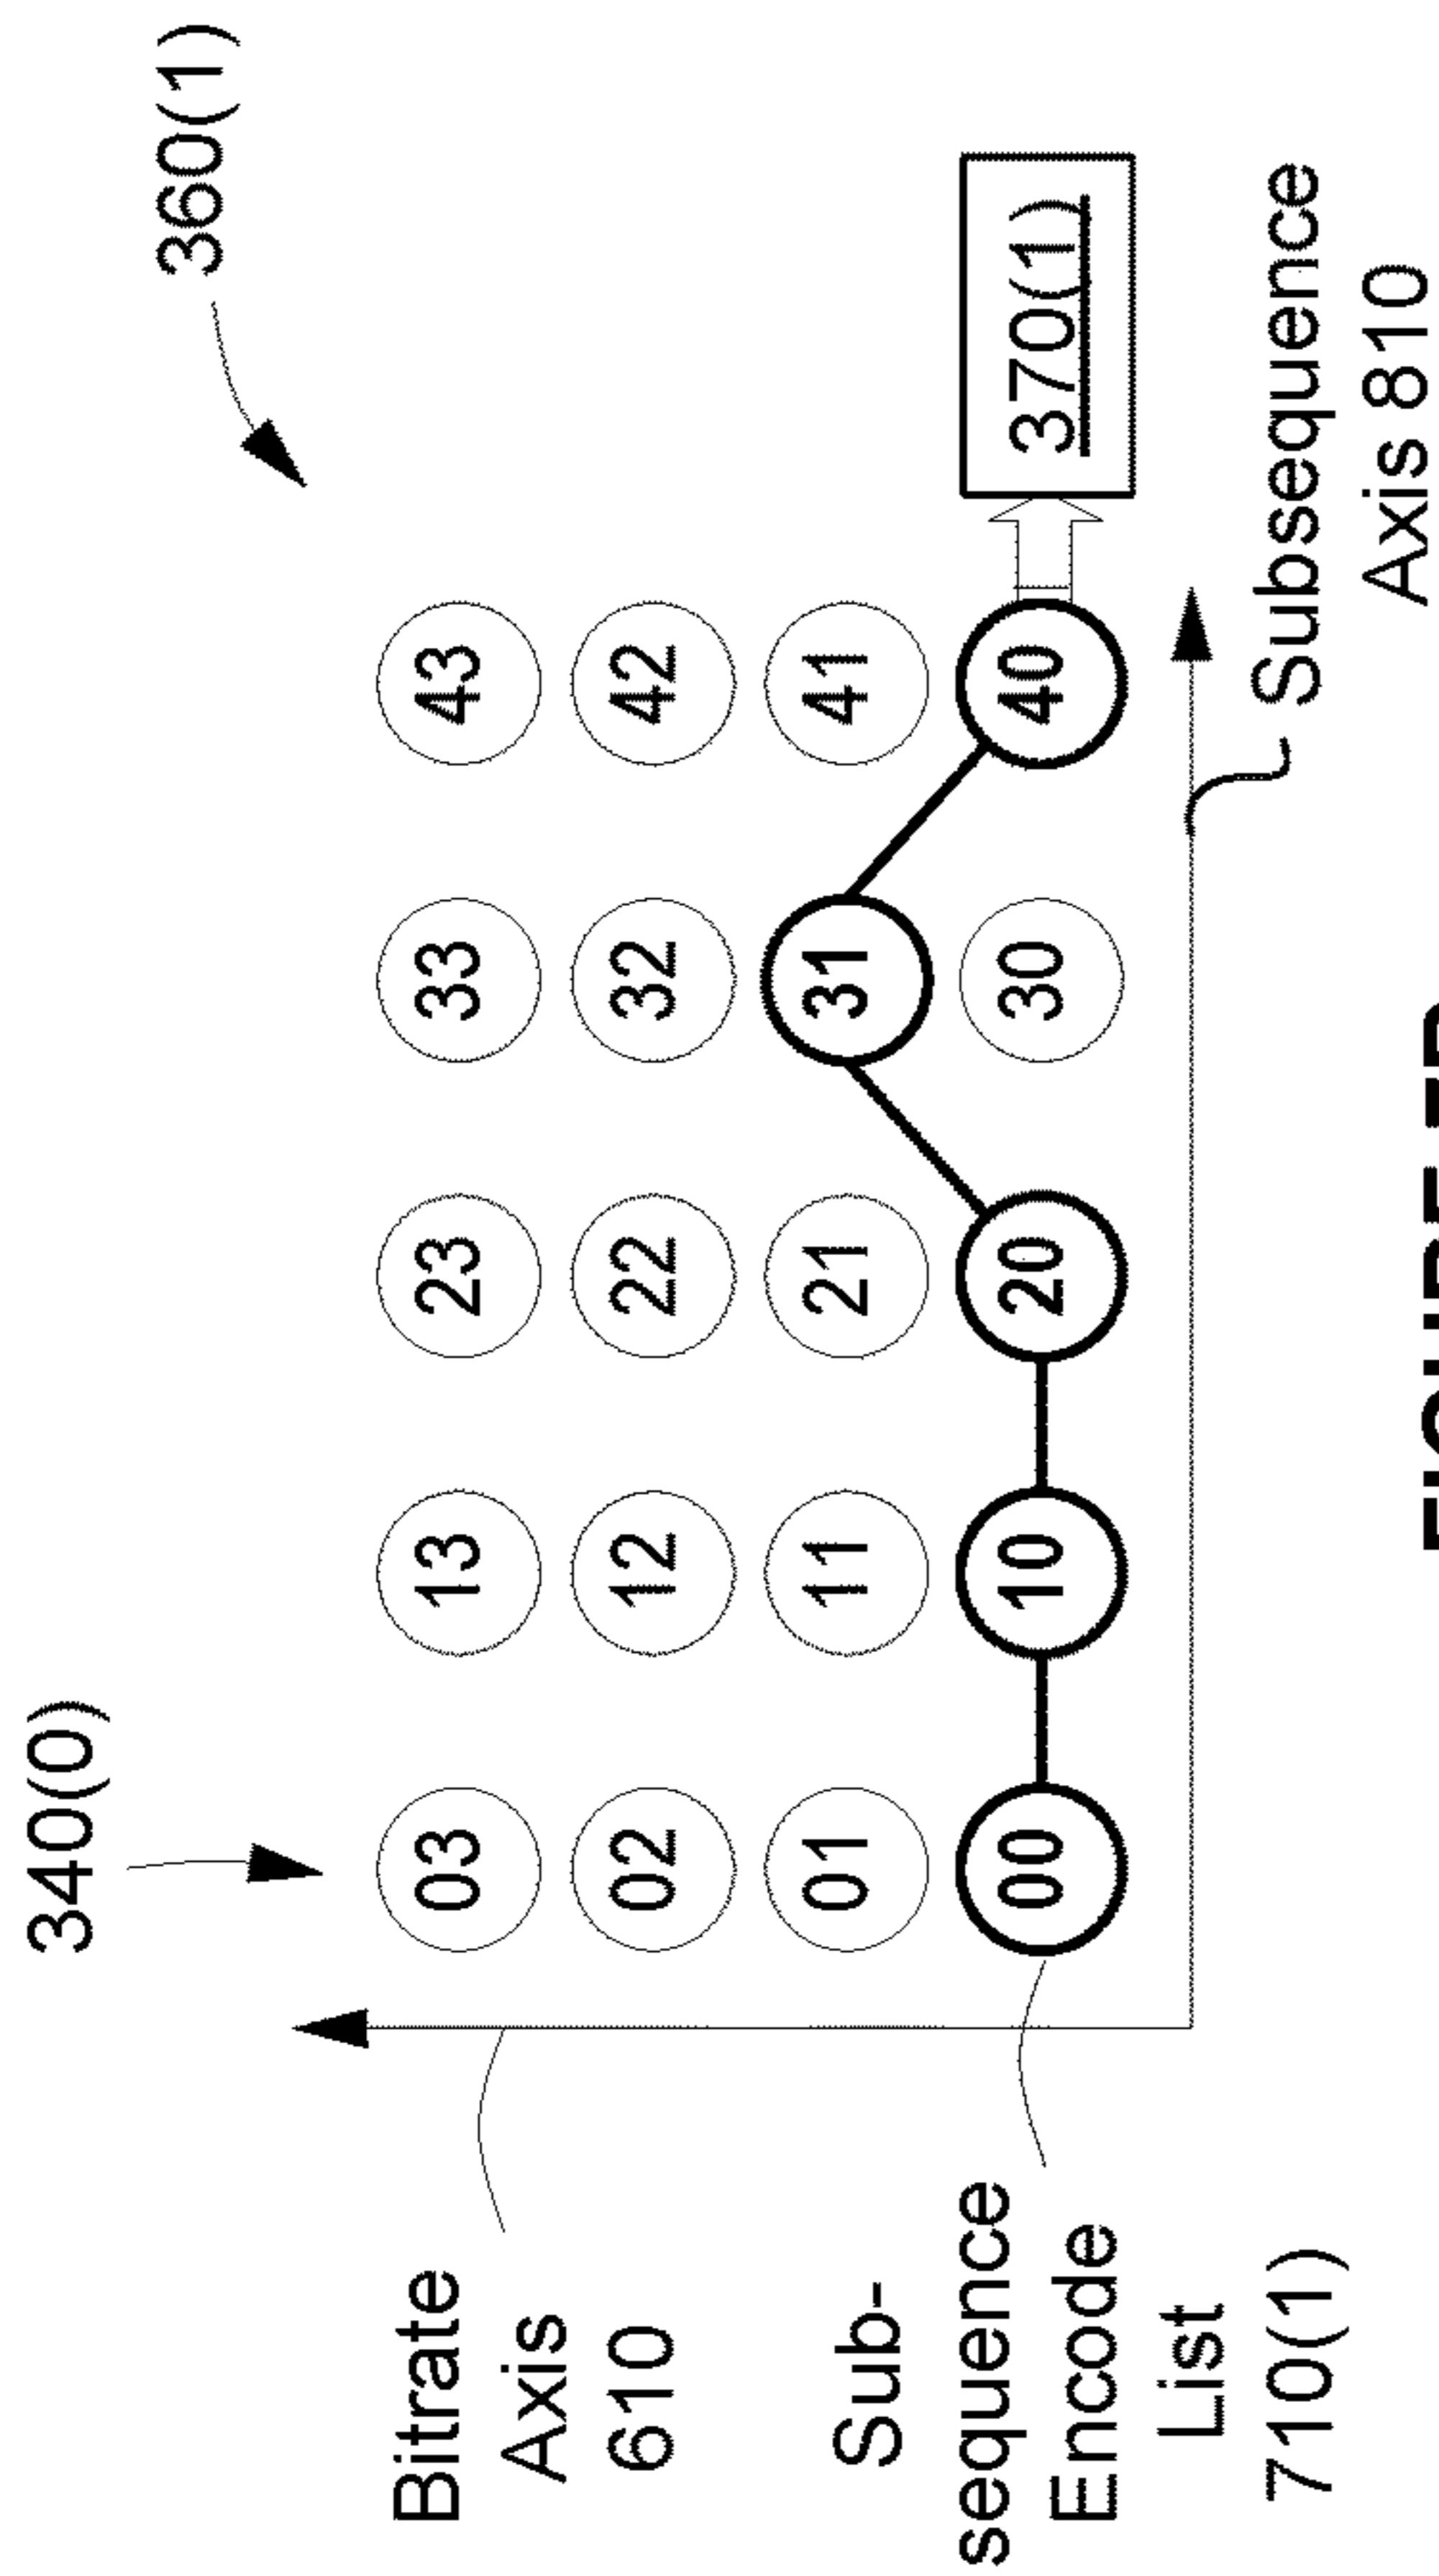 340(0)
360(1)
Bitrate
Axis
610
03 13 23 33 43
02 12 22 32 42
01 11 21 31 41
00 10 20 30 40
370(1)
Sub-
sequence
Encode
List
710(1)
Subsequence
Axis 810
FIGURE